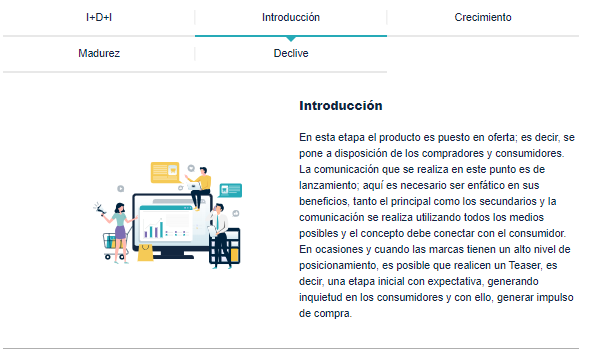 I+D+I
Introducción
Crecimiento
Madurez
Declive
Introducción
En esta etapa el producto es puesto en oferta; es decir, se
pone a disposición de los compradores y consumidores.
La comunicación que se realiza en este punto es de
lanzamiento; aquí es necesario ser enfático en sus
beneficios, tanto el principal como los secundarios y la
comunicación se realiza utilizando todos los medios
posibles y el concepto debe conectar con el consumidor.
En ocasiones y cuando las marcas tienen un alto nivel de
posicionamiento, es posible que realicen un Teaser, es
decir, una etapa inicial con expectativa, generando
inquietud en los consumidores y con ello, generar impulso
de compra.